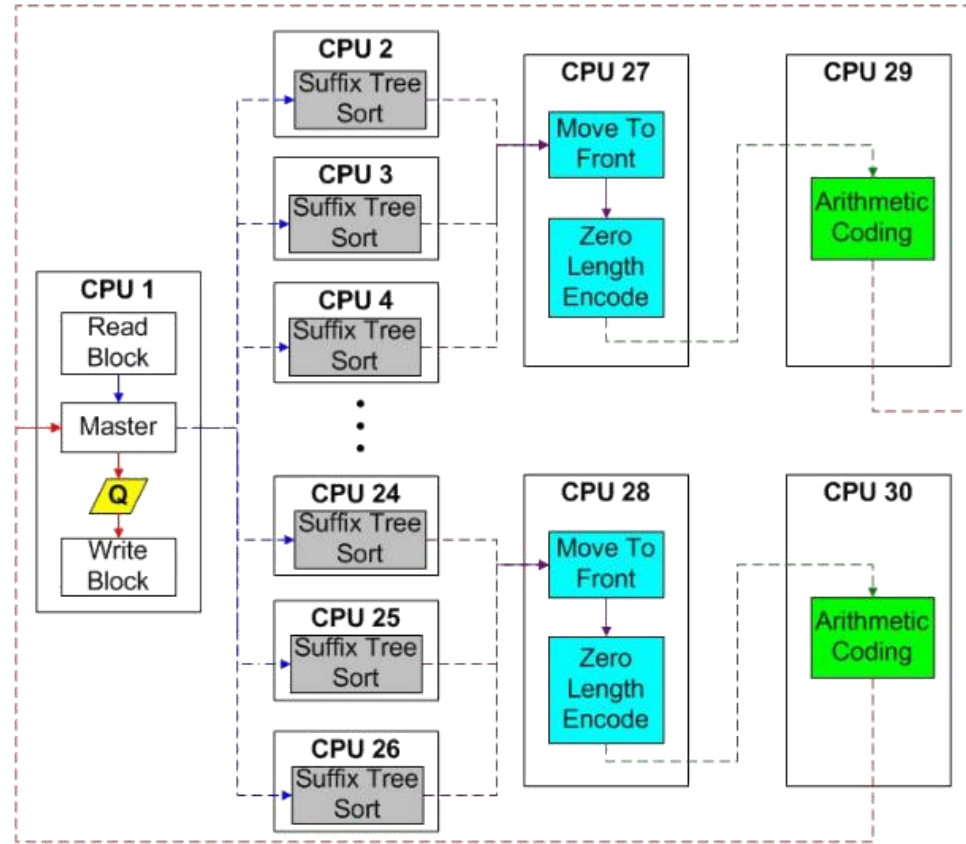 CPU 1
Read
Block
Master
Q
Write
Block
CPU 2
Suffix Tree
Sort
CPU 3
Suffix Tree
Sort
CPU 4
Suffix Tree
Sort
CPU 24
Suffix Tree
Sort
CPU 25
Suffix Tree
Sort
CPU 26
Suffix Tree
Sort
CPU 27
Move To
Front
Zero
Length
Encode
CPU 28
Move To
Front
Zero
Length
Encode
CPU 29
Arithmetic
Coding
CPU 30
Arithmetic
Coding